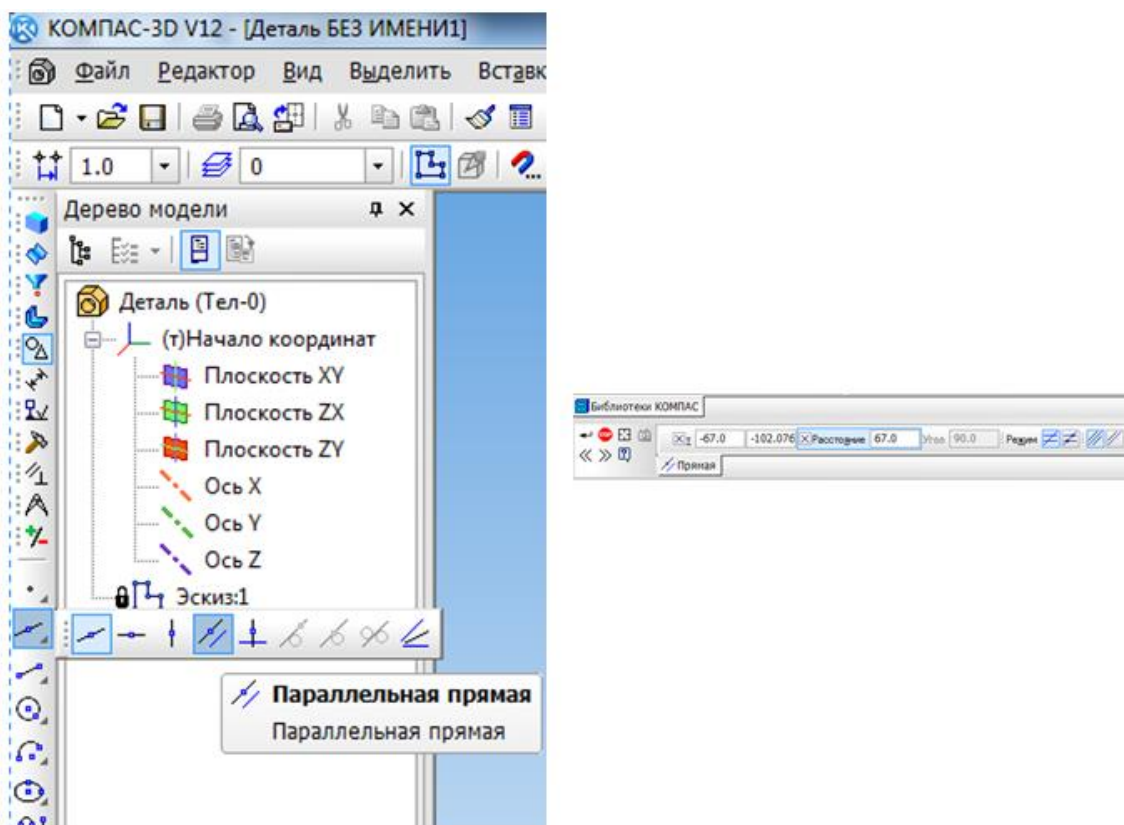 КОМПАС-3D V12 - [Деталь БЕЗ ИМЕНИ1]
Файл Редактор Вид Выделить Вставк
1.0 0
Дерево модели
Деталь (Тел-0)
(т)Начало координат
Плоскость XY
Плоскость ZX
Плоскость ZY
Ось X
Ось Y
Ось Z
Эскиз:1
Параллельная прямая
Параллельная прямая
Библиотеки КОМПАС
-67.0 -102.076 Расстояние 67.0 Угол 90.0 Режим
Прямая